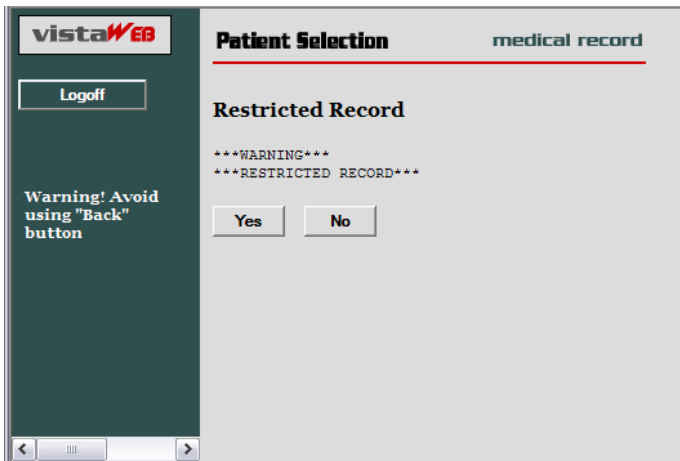 vistaWEB
Logoff
Warning! Avoid
using "Back"
button
Patient Selection
medical record
Restricted Record
***WARNING***
***RESTRICTED RECORD***
Yes
No